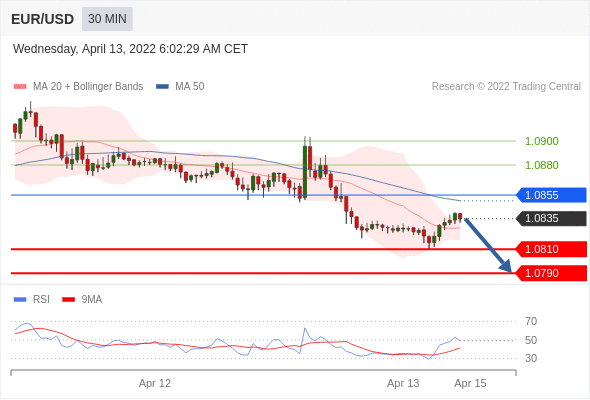 EUR/USD 30 MIN
Wednesday, April 13, 2022 6:02:29 AM CET
MA 20 + Bollinger Bands MA 50 Research © 2022 Trading Central
1.0900
1.0880
1.0855
1.0835
1.0810
1.0790
RSI 9MA
70
50
30
Apr 12 Apr 13 Apr 15